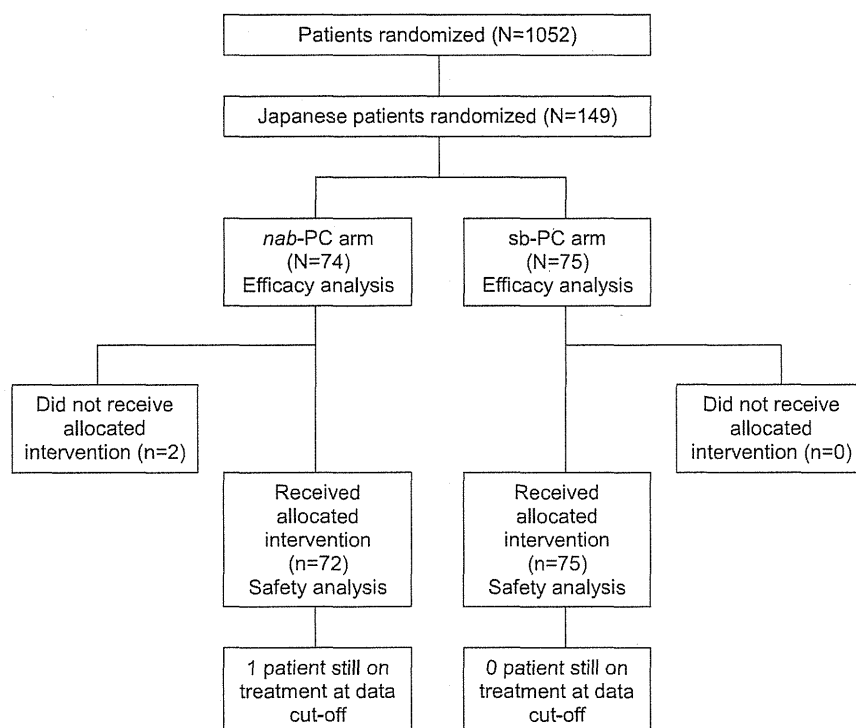 Patients randomized (N=1052)
Japanese patients randomized (N=149)
nab-PC arm
(N=74)
Efficacy analysis
sb-PC arm
(N=75)
Efficacy analysis
Did not receive
allocated
intervention (n=2)
Did not receive
allocated
intervention (n=0)
Received
allocated
intervention
(n=72)
Safety analysis
Received
allocated
intervention
(n=75)
Safety analysis
1 patient still on
treatment at data
cut-off
0 patient still on
treatment at data
cut-off